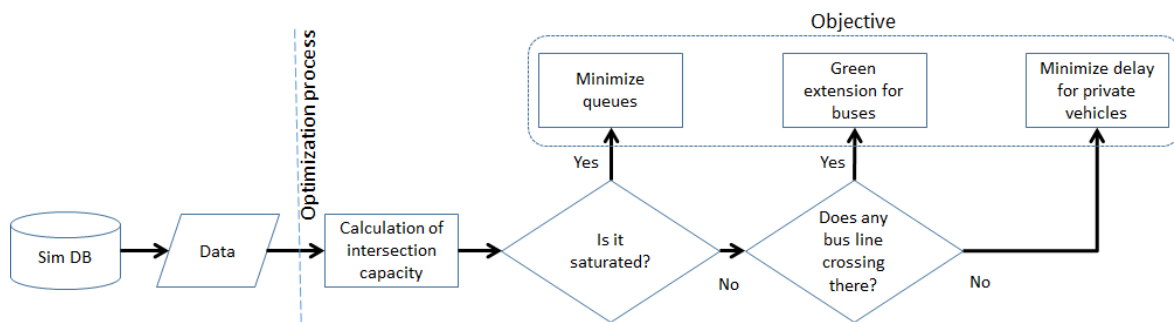 Objective
Minimize
queues
Green
extension for
buses
Minimize delay
for private
vehicles
Yes
Yes
Optimization process
Sim DB
Data
Calculation of
intersection
capacity
Is it
saturated?
No
Does any
bus line
crossing
there?
No